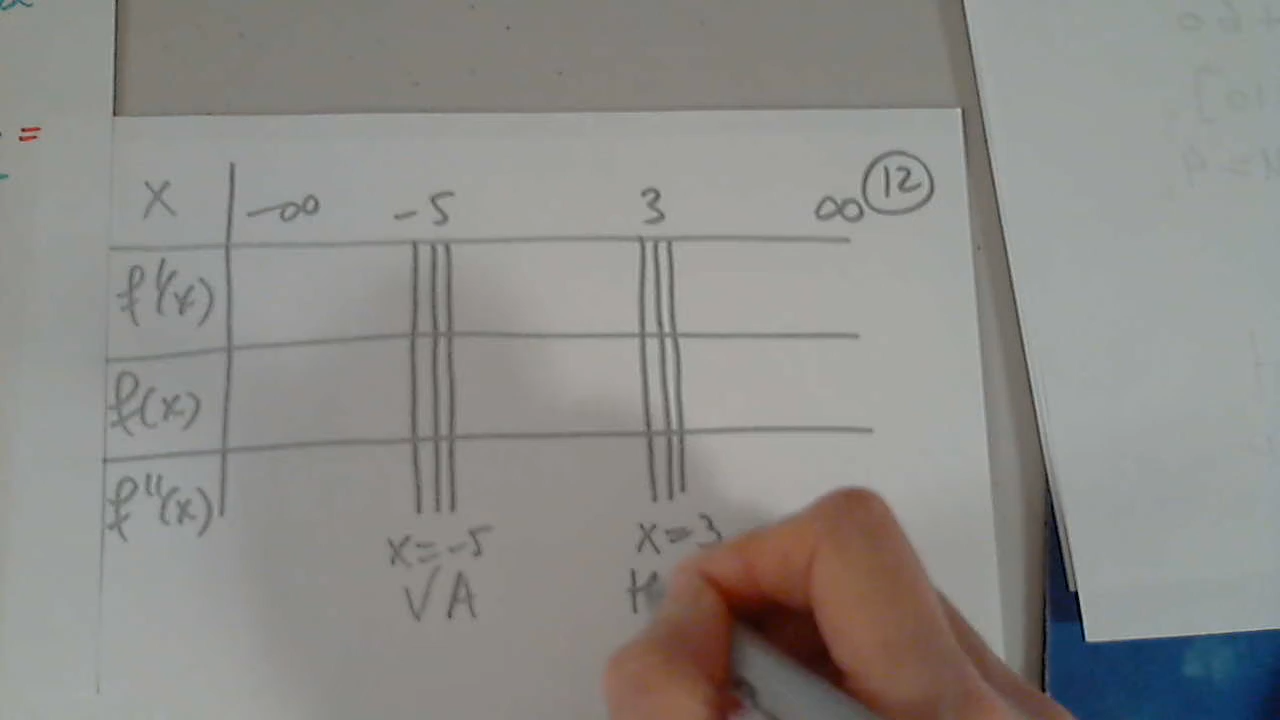 x -∞ -5 3 ∞ 12
f'(x)
f(x)
f''(x)
x=-5 x=3
VA
=